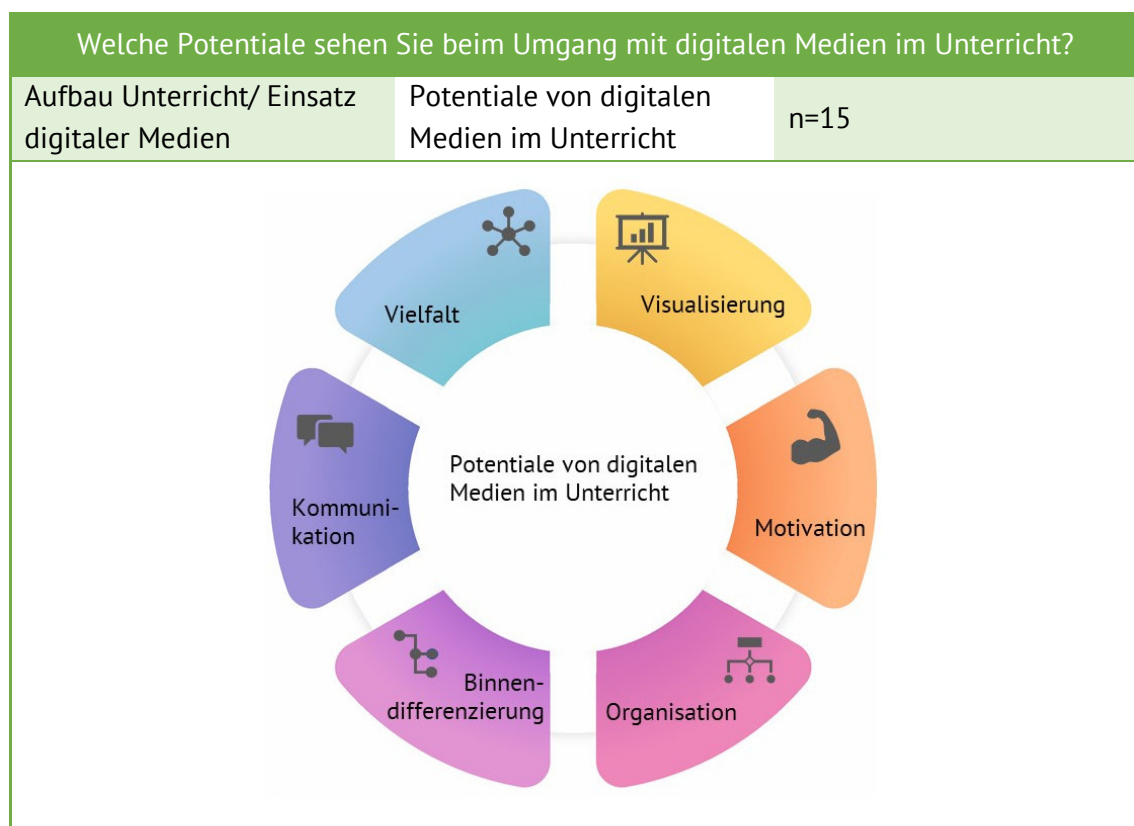 Welche Potentiale sehen Sie beim Umgang mit digitalen Medien im Unterricht?
Aufbau Unterricht/ Einsatz
digitaler Medien
Potentiale von digitalen
Medien im Unterricht
n=15
Vielfalt
Visualisierung
Kommuni-
kation
Potentiale von digitalen
Medien im Unterricht
Motivation
Binnen-
differenzierung
Organisation